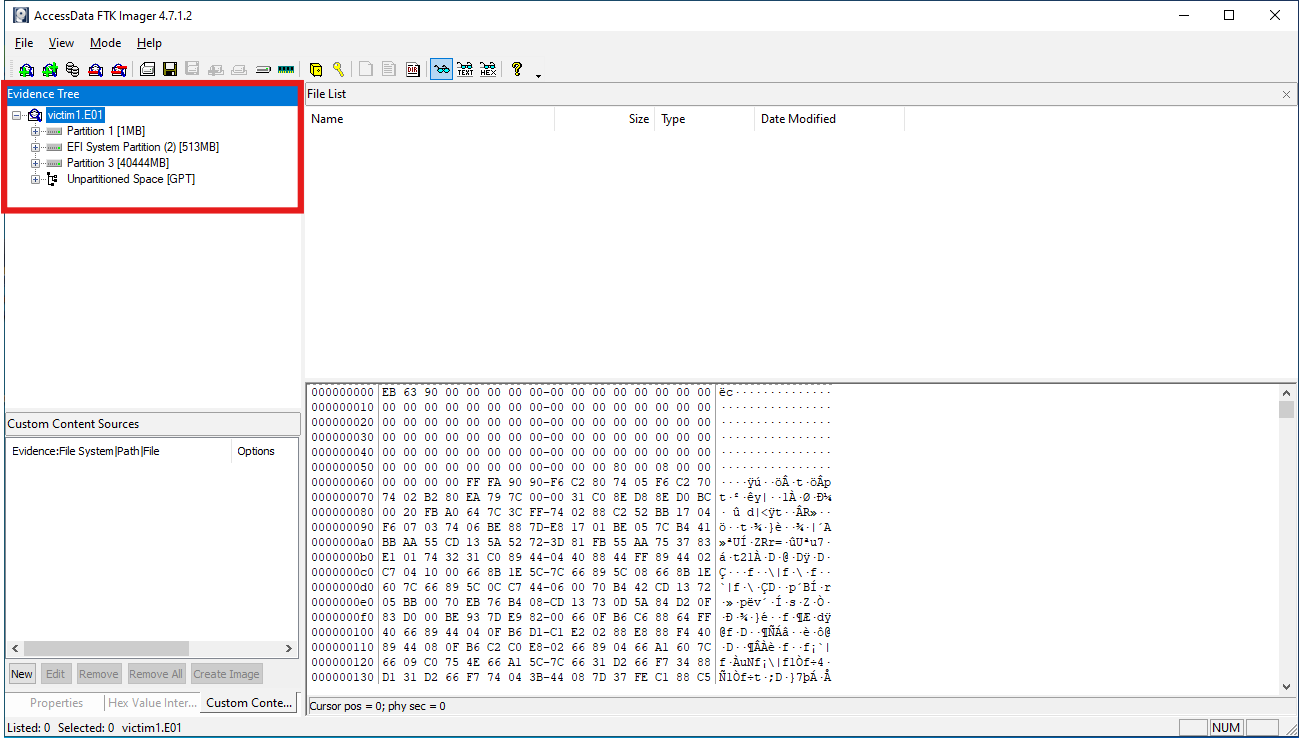 AccessData FTK Imager 4.7.1.2
File View Mode Help
Evidence Tree
victim1.E01
Partition 1 [1MB]
EFI System Partition (2) [513MB]
Partition 3 [40444MB]
Unpartitioned Space [GPT]
File List
Name Size Type Date Modified
Custom Content Sources
Evidence:File System|Path|File Options
New Edit Remove Remove All Create Image
Properties Hex Value Inter... Custom Conte...
000000000 EB 63 90 00 00 00 00 00-00 00 00 00 00 00 00 00 ëc··············
000000010 00 00 00 00 00 00 00 00-00 00 00 00 00 00 00 00 ················
000000020 00 00 00 00 00 00 00 00-00 00 00 00 00 00 00 00 ················
000000030 00 00 00 00 00 00 00 00-00 00 00 00 00 00 00 00 ················
000000040 00 00 00 00 00 00 00 00-00 00 00 00 00 00 00 00 ················
000000050 00 00 00 00 00 00 00 00-00 00 00 80 00 08 00 00 ················
000000060 00 00 00 00 FF FA 90 90-F6 C2 80 74 05 F6 C2 70 ····ÿú··öÂ·t·öÂp
000000070 74 02 B2 80 EA 79 7C 00-00 31 C0 8E D8 8E D0 BC t·²·êy|··1À·Ø·Ð¼
000000080 00 20 FB A0 64 7C 3C FF-74 02 88 C2 52 BB 17 04 · û d|<ÿt··ÂR»··
000000090 F6 07 03 74 06 BE 88 7D-E8 17 01 BE 05 7C B4 41 ö··t·¾·}è··¾·|´A
0000000a0 BB AA 55 CD 13 5A 52 72-3D 81 FB 55 AA 75 37 83 »ªUÍ·ZRr=·ûUªu7·
0000000b0 E1 01 74 32 31 C0 89 44-04 40 88 44 FF 89 44 02 á·t21À·D·@·Dÿ·D·
0000000c0 C7 04 10 00 66 8B 1E 5C-7C 66 89 5C 08 66 8B 1E Ç···f··\|f·\·f··
0000000d0 60 7C 66 89 5C 0C C7 44-06 00 70 B4 42 CD 13 72 `|f·\·ÇD··p´BÍ·r
0000000e0 05 BB 00 70 EB 76 B4 08-CD 13 73 0D 5A 84 D2 0F ·»·pëv´·Í·s·Z·Ò·
0000000f0 83 D0 00 BE 93 7D E9 82-00 66 0F B6 C6 88 64 FF ·Ð·¾·}é··f·¶Æ·dÿ
000000100 40 66 89 44 04 0F B6 D1-C1 E2 02 88 E8 88 F4 40 @f·D··¶ÑÁâ··è·ô@
000000110 89 44 08 0F B6 C2 C0 E8-02 66 89 04 66 A1 60 7C ·D··¶ÂÀè·f··f¡`|
000000120 66 09 C0 75 4E 66 A1 5C-7C 66 31 D2 66 F7 34 88 f·ÀuNf¡\|f1Òf÷4·
000000130 D1 31 D2 66 F7 74 04 3B-44 08 7D 37 FE C1 88 C5 Ñ1Òf÷t·;D·}7þÁ·Å
Cursor pos = 0; phy sec = 0
Listed: 0 Selected: 0 victim1.E01 NUM